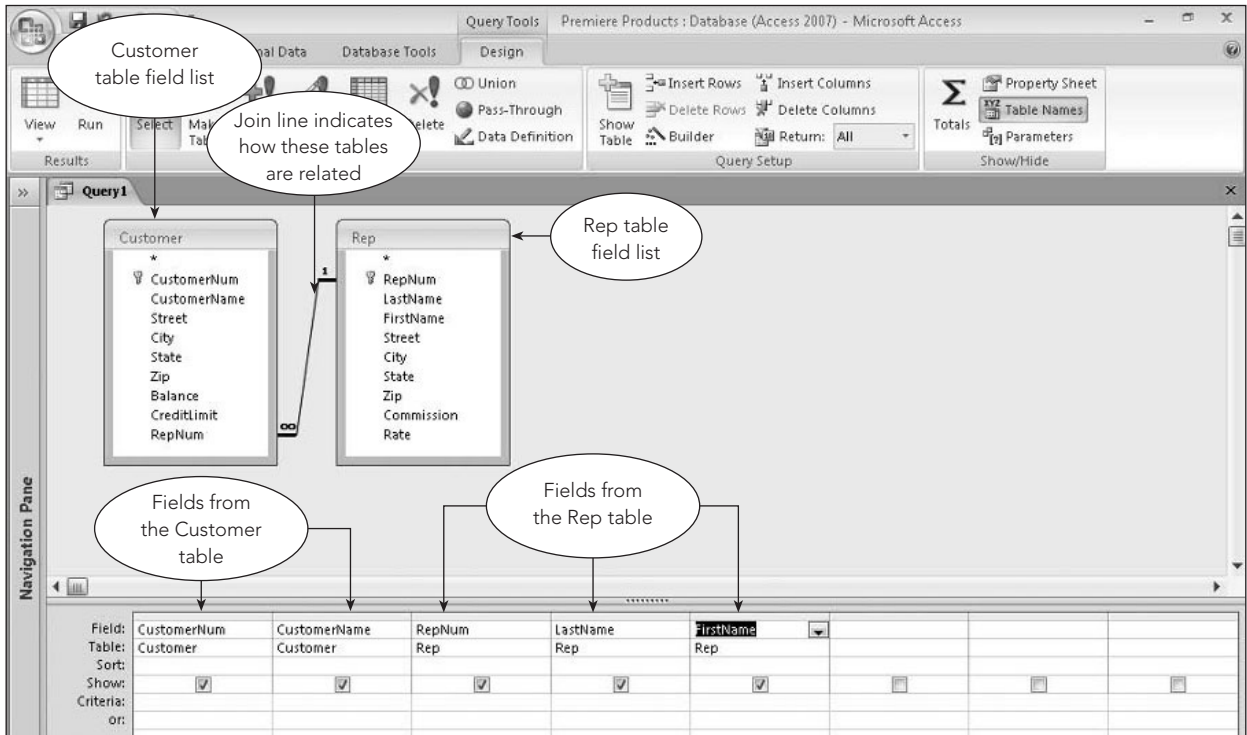 Query Tools Premiere Products : Database (Access 2007) - Microsoft Access
Customer
table field list
nal Data Database Tools Design
View Run
Results
Select
Join line indicates
how these tables
are related
Union
Pass-Through
Data Definition
Show
Table
Insert Rows
Delete Rows
Builder
Insert Columns
Delete Columns
Return: All
Query Setup
Totals
Property Sheet
Table Names
Parameters
Show/Hide
Query1
Customer
*
CustomerNum
CustomerName
Street
City
State
Zip
Balance
CreditLimit
RepNum
1
∞
Rep
*
RepNum
LastName
FirstName
Street
City
State
Zip
Commission
Rate
Rep table
field list
Navigation Pane
Fields from
the Customer
table
Fields from
the Rep table
Field: CustomerNum CustomerName RepNum LastName FirstName
Table: Customer Customer Rep Rep Rep
Sort:
Show:
Criteria:
or: